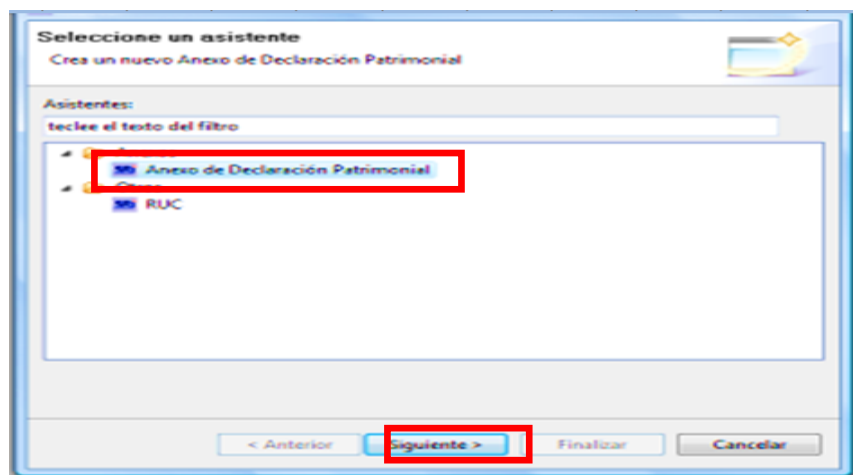 Seleccione un asistente
Crea un nuevo Anexo de Declaración Patrimonial
Asistentes:
teclee el texto del filtro
Anexo de Declaración Patrimonial
RUC
< Anterior Siguiente > Finalizar Cancelar